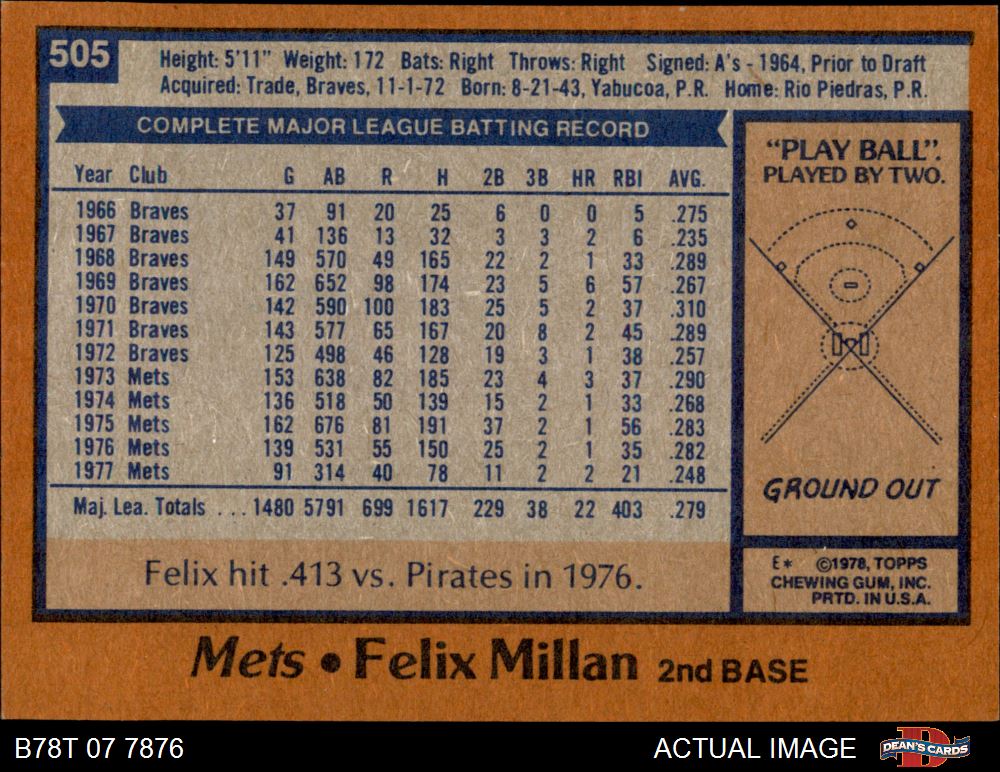 505
Height: 5'11" Weight: 172 Bats: Right Throws: Right Signed: A's - 1964, Prior to Draft
Acquired: Trade, Braves, 11-1-72 Born: 8-21-43, Yabucoa, P.R. Home: Rio Piedras, P.R.
COMPLETE MAJOR LEAGUE BATTING RECORD
Year Club G AB R H 2B 3B HR RBI AVG.
1966 Braves 37 91 20 25 6 0 0 5 .275
1967 Braves 41 136 13 32 3 3 2 6 .235
1968 Braves 149 570 49 165 22 2 1 33 .289
1969 Braves 162 652 98 174 23 5 6 57 .267
1970 Braves 142 590 100 183 25 5 2 37 .310
1971 Braves 143 577 65 167 20 8 2 45 .289
1972 Braves 125 498 46 128 19 3 1 38 .257
1973 Mets 153 638 82 185 23 4 3 37 .290
1974 Mets 136 518 50 139 15 2 1 33 .268
1975 Mets 162 676 81 191 37 2 1 56 .283
1976 Mets 139 531 55 150 25 2 1 35 .282
1977 Mets 91 314 40 78 11 2 2 21 .248
Maj. Lea. Totals ... 1480 5791 699 1617 229 38 22 403 .279
Felix hit .413 vs. Pirates in 1976.
"PLAY BALL".
PLAYED BY TWO.
GROUND OUT
E* ©1978, TOPPS
CHEWING GUM, INC.
PRTD. IN U.S.A.
Mets • Felix Millan 2nd BASE
B78T 07 7876 ACTUAL IMAGE
D
DEAN'S CARDS